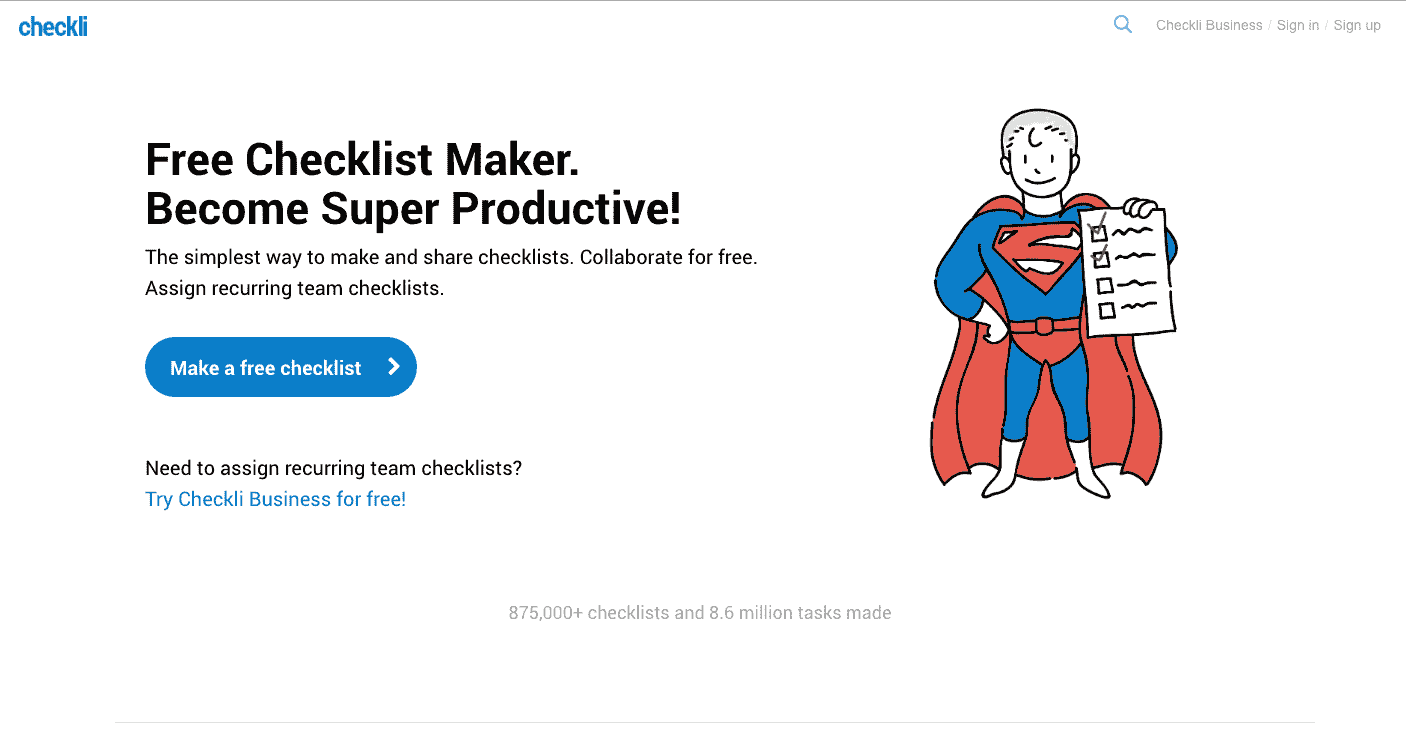 checkli
Checkli Business / Sign in / Sign up
Free Checklist Maker.
Become Super Productive!
The simplest way to make and share checklists. Collaborate for free.
Assign recurring team checklists.
Make a free checklist
Need to assign recurring team checklists?
Try Checkli Business for free!
875,000+ checklists and 8.6 million tasks made